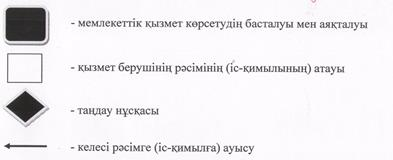 - мемлекеттік қызмет көрсетудің басталуы мен аяқталуы
- қызмет берушінің рәсімінің (іс-қимылының) атауы
- таңдау нұсқасы
- келесі рәсімге (іс-қимылға) ауысу